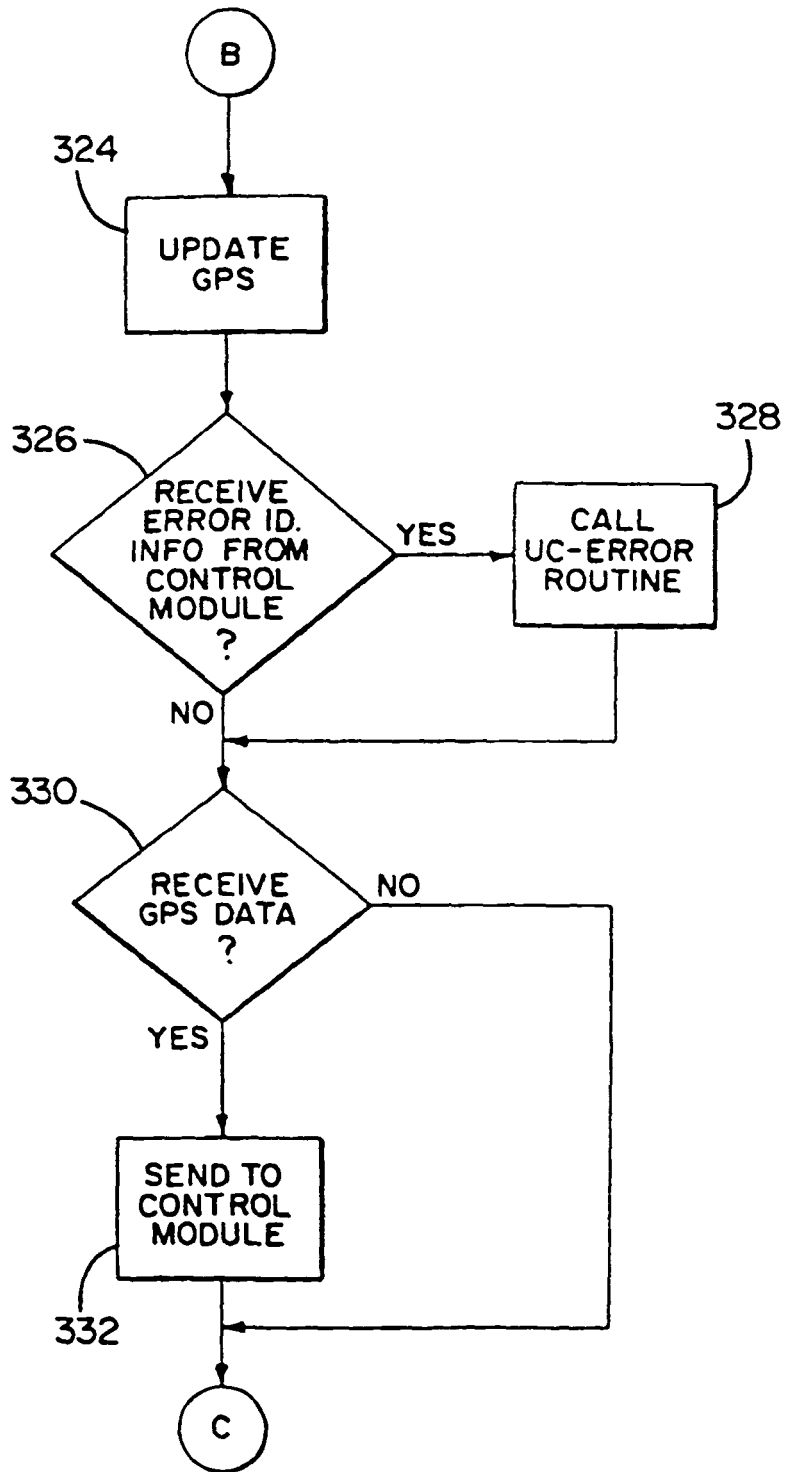 B
324
UPDATE
GPS
326
RECEIVE
ERROR ID.
INFO FROM
CONTROL
MODULE
?
YES
328
CALL
UC-ERROR
ROUTINE
NO
330
RECEIVE
GPS DATA
?
NO
YES
SEND TO
CONTROL
MODULE
332
C